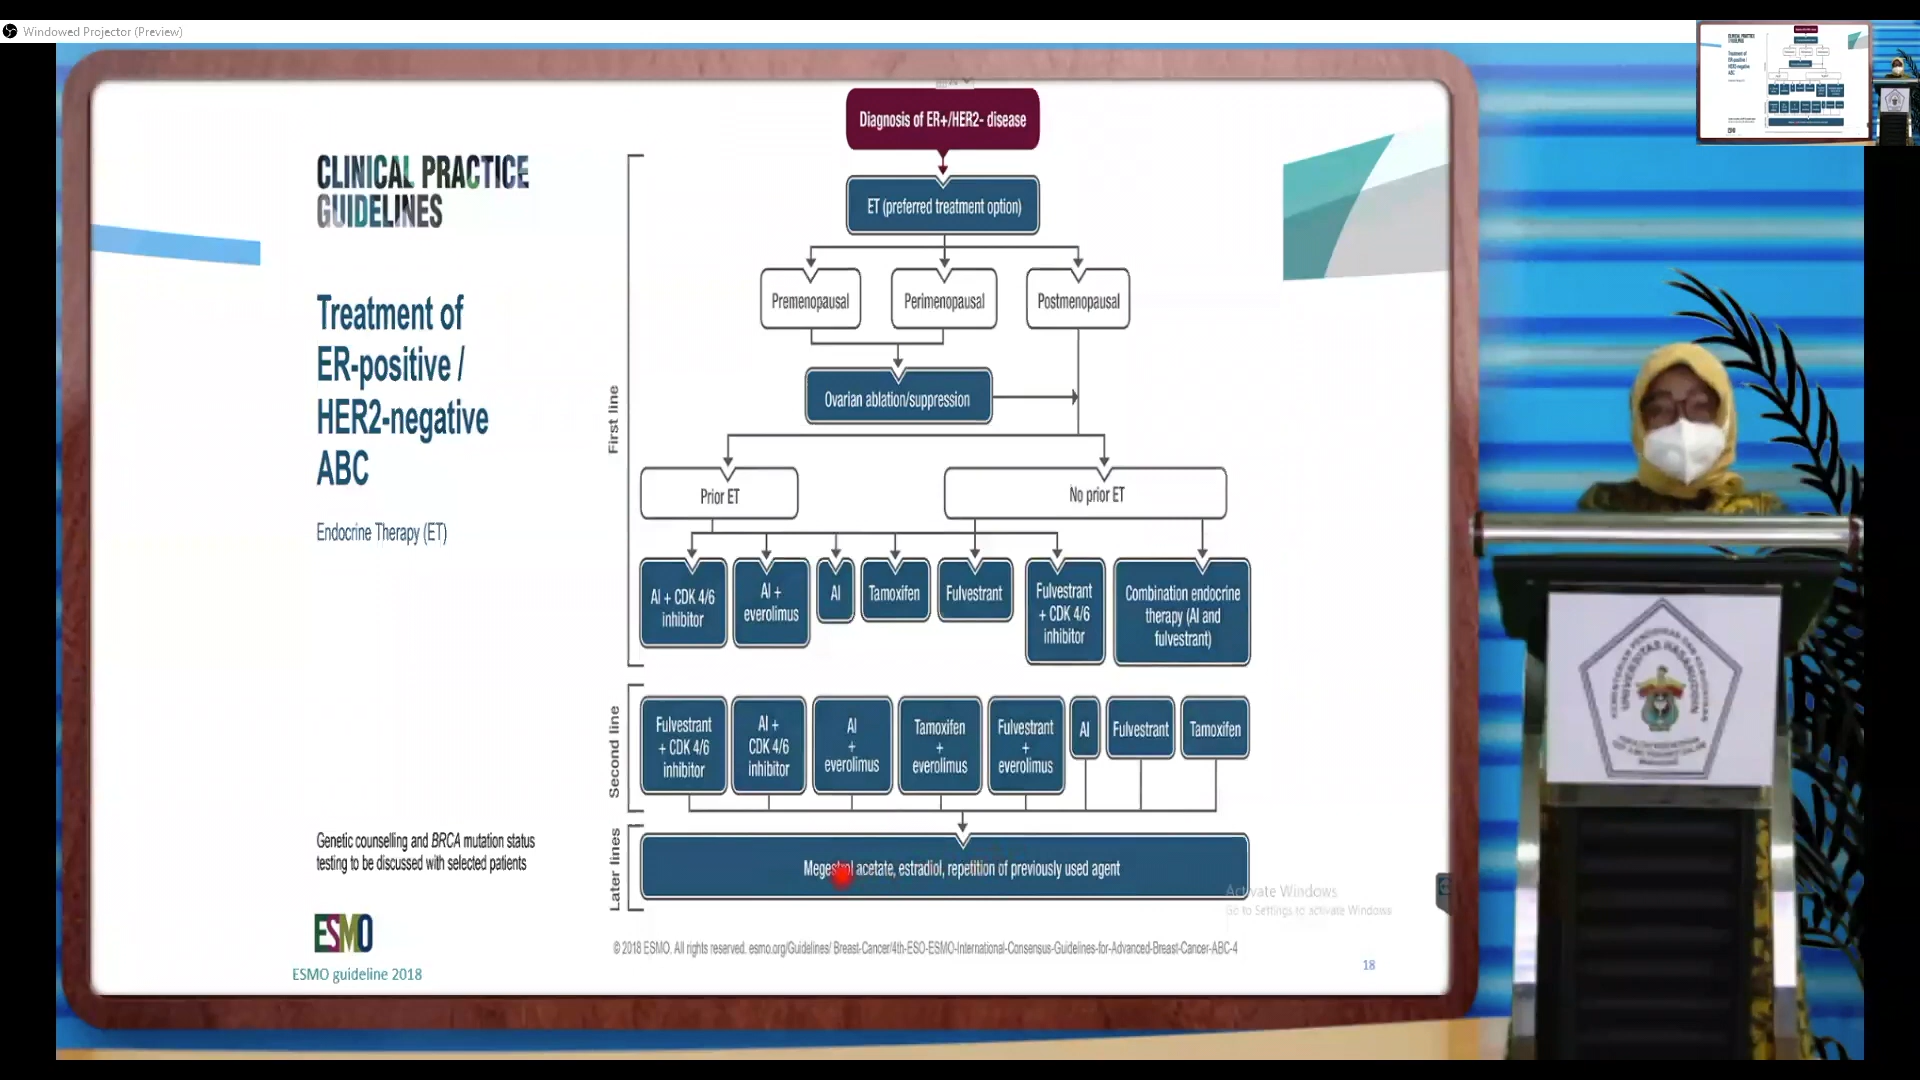 Windowed Projector (Preview)
CLINICAL PRACTICE
GUIDELINES
Treatment of
ER-positive /
HER2-negative
ABC
Endocrine Therapy (ET)
Genetic counselling and BRCA mutation status
testing to be discussed with selected patients
ESMO
ESMO guideline 2018
Diagnosis of ER+/HER2- disease
ET (preferred treatment option)
Premenopausal
Perimenopausal
Postmenopausal
Ovarian ablation/suppression
First line
Prior ET
No prior ET
AI + CDK 4/6
inhibitor
AI +
everolimus
AI
Tamoxifen
Fulvestrant
Fulvestrant
+ CDK 4/6
inhibitor
Combination endocrine
therapy (AI and
fulvestrant)
Second line
Fulvestrant
+ CDK 4/6
inhibitor
AI +
CDK 4/6
inhibitor
AI
+
everolimus
Tamoxifen
+
everolimus
Fulvestrant
+
everolimus
AI
Fulvestrant
Tamoxifen
Later lines
Megestrol acetate, estradiol, repetition of previously used agent
Activate Windows
Go to Settings to activate Windows
© 2018 ESMO. All rights reserved. esmo.org/Guidelines/ Breast-Cancer/4th-ESO-ESMO-International-Consensus-Guidelines-for-Advanced-Breast-Cancer-ABC-4
18
UNIVERSITAS HASANUDDIN